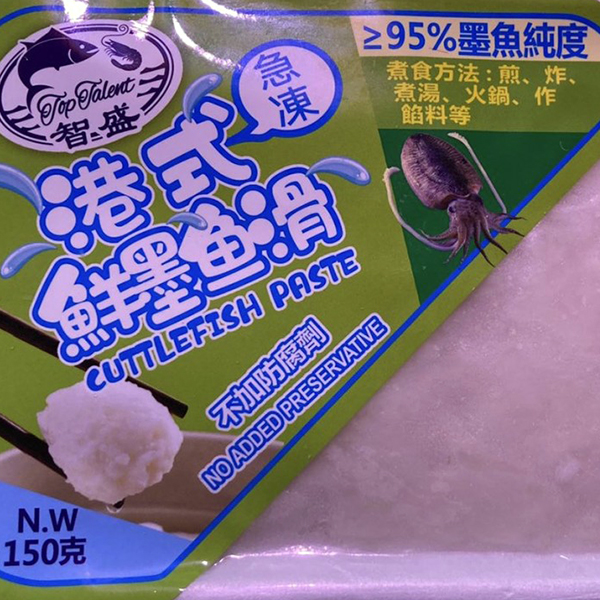 Top Talent
智盛
急
凍
港式
鮮墨魚滑
CUTTLEFISH PASTE
≥95%墨魚純度
煮食方法：煎、炸、
煮湯、火鍋、作
餡料等
不加防腐劑
NO ADDED PRESERVATIVE
N.W
150克